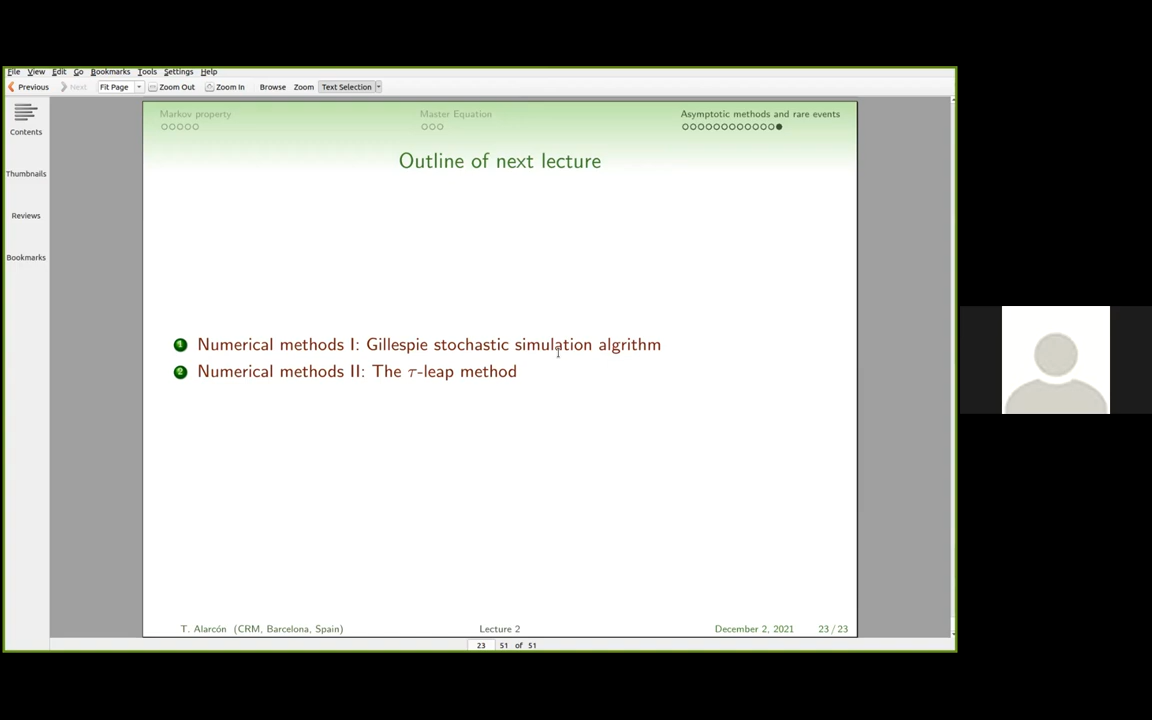 File View Edit Go Bookmarks Tools Settings Help
Previous Next Fit Page Zoom Out Zoom In Browse Zoom Text Selection
Contents
Thumbnails
Reviews
Bookmarks
Markov property Master Equation Asymptotic methods and rare events
Outline of next lecture
1 Numerical methods I: Gillespie stochastic simulation algrithm
2 Numerical methods II: The τ-leap method
T. Alarcón (CRM, Barcelona, Spain) Lecture 2 December 2, 2021 23 / 23
23 51 of 51